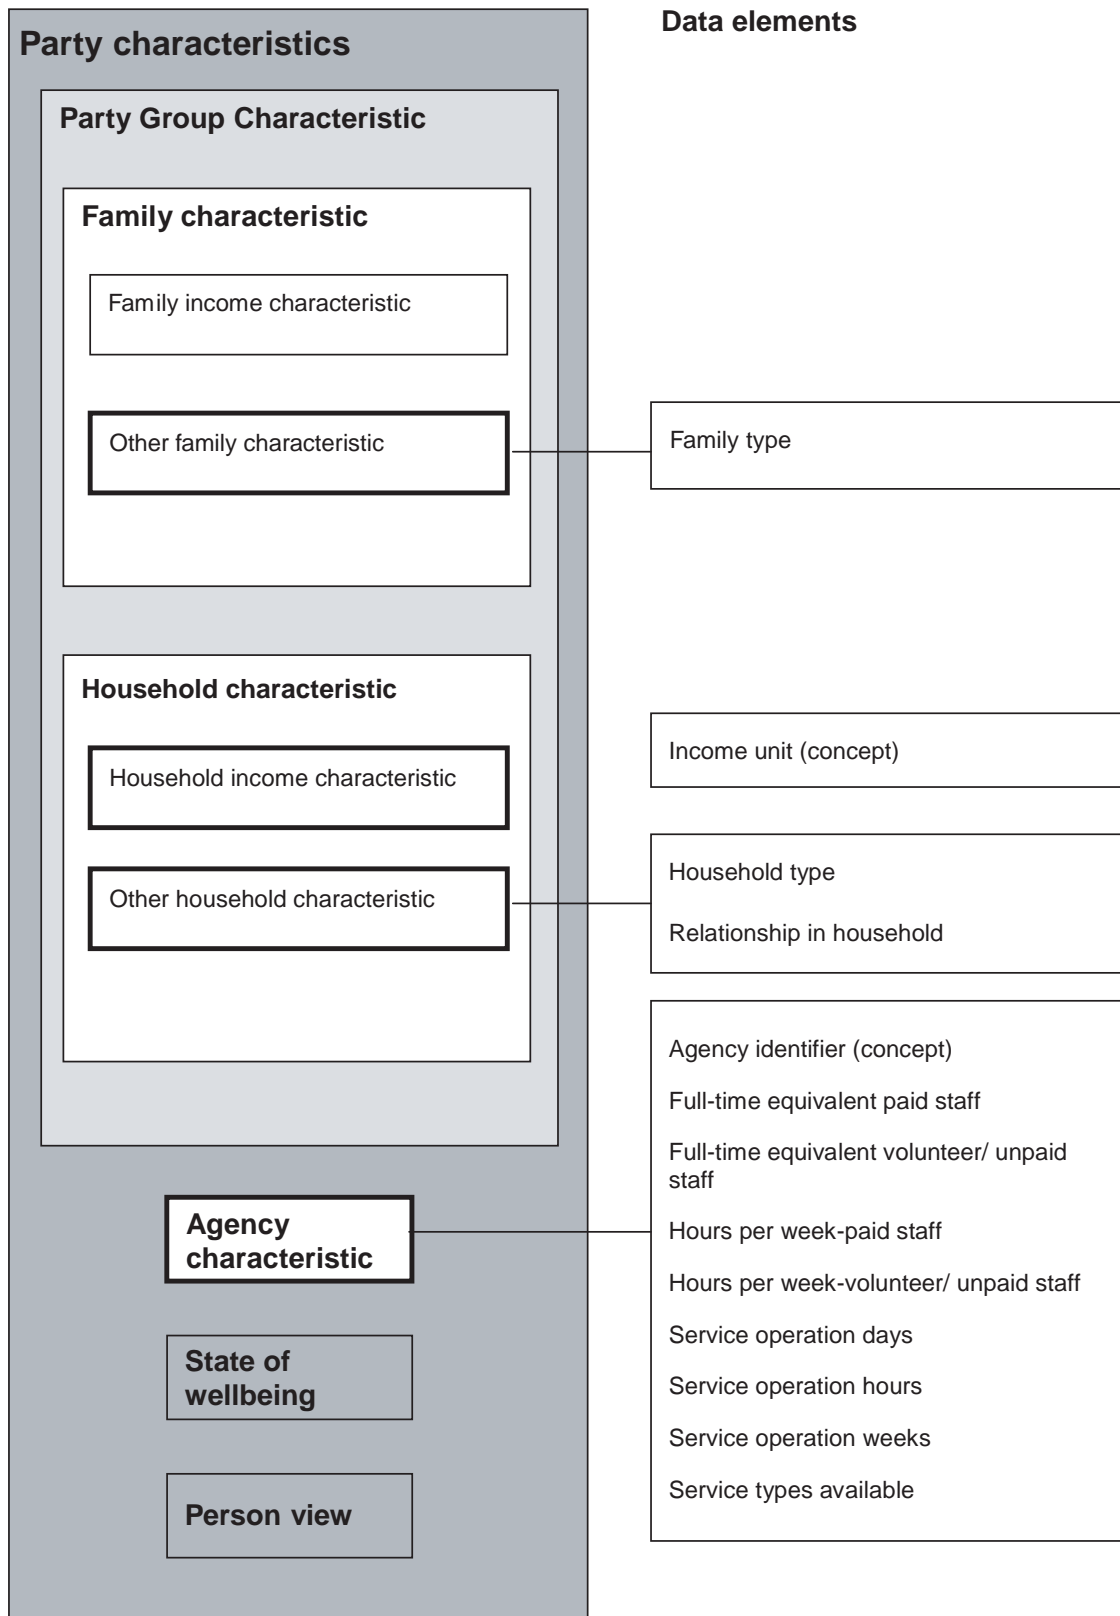 Data elements
Party characteristics
Party Group Characteristic
Family characteristic
Family income characteristic
Other family characteristic
Family type
Household characteristic
Income unit (concept)
Household income characteristic
Household type
Other household characteristic
Relationship in household
Agency identifier (concept)
Full-time equivalent paid staff
Full-time equivalent volunteer/ unpaid
staff
Agency
characteristic
Hours per week-paid staff
Hours per week-volunteer/ unpaid staff
Service operation days
State of
wellbeing
Service operation hours
Service operation weeks
Service types available
Person view